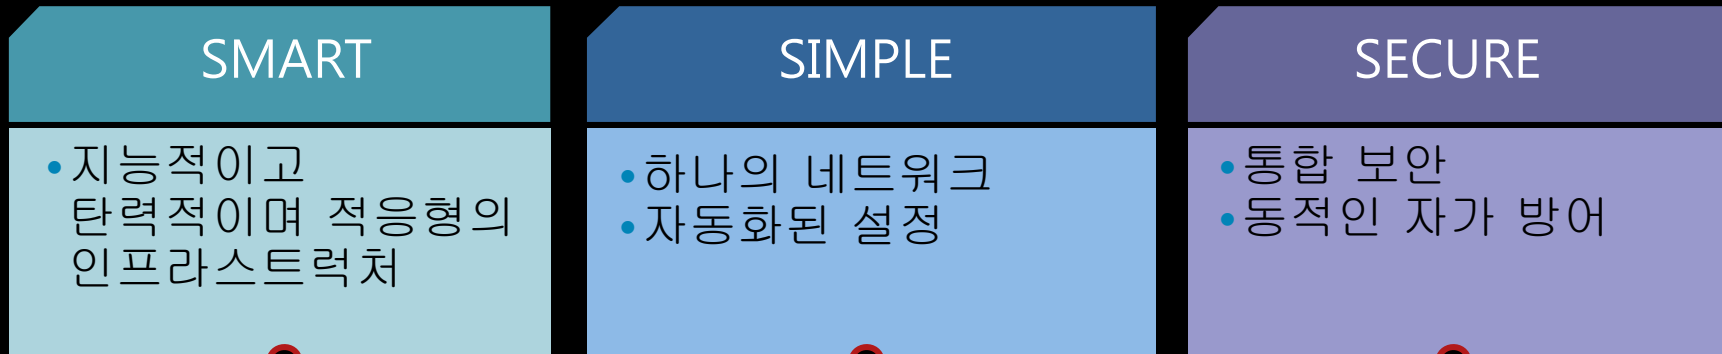 SMART
•지능적이고
탄력적이며 적응형의
인프라스트럭처
SIMPLE
•하나의 네트워크
•자동화된 설정
SECURE
•통합 보안
•동적인 자가 방어